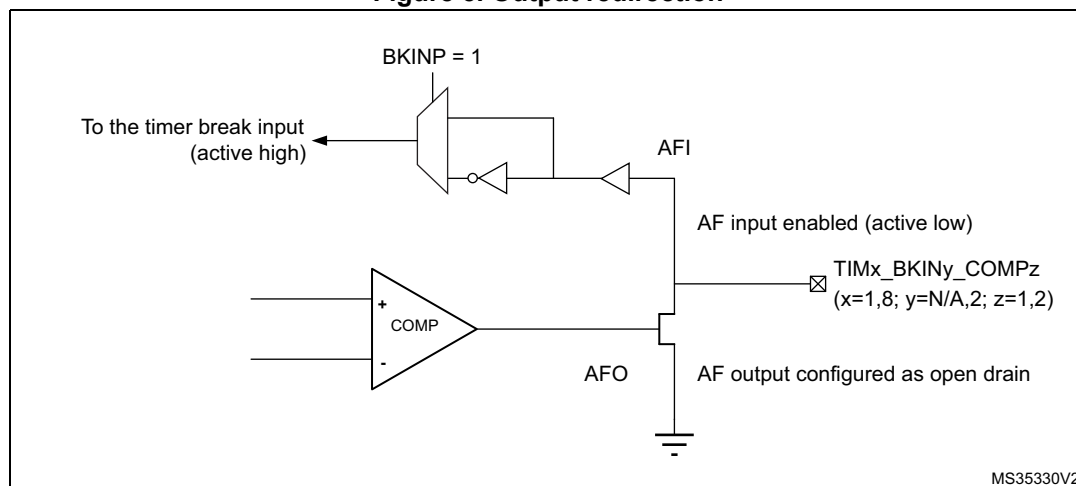 BKINP = 1
To the timer break input
(active high)
AFI
AF input enabled (active low)
TIMx_BKINy_COMPz
(x=1,8; y=N/A,2; z=1,2)
+
COMP
-
AFO
AF output configured as open drain
MS35330V2